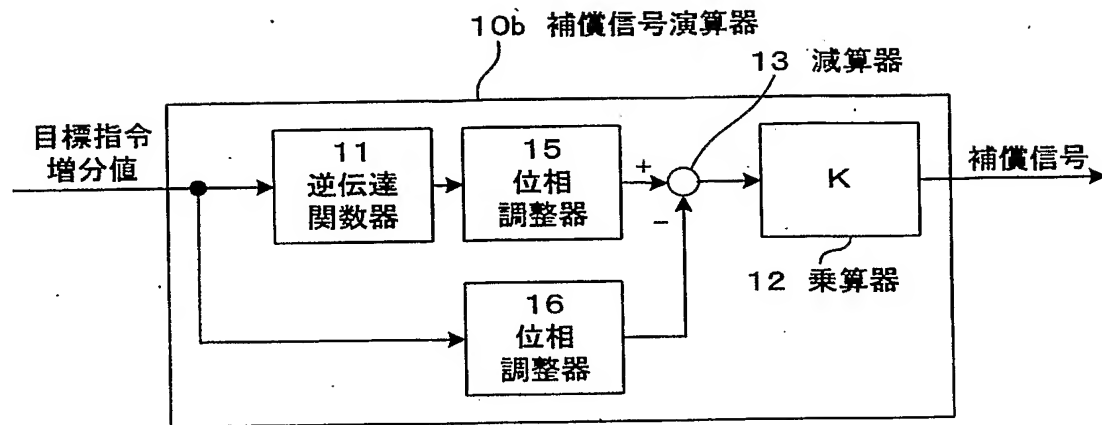 10b 補償信号演算器
13 減算器
目標指令
増分値
11
逆伝達
関数器
15
位相
調整器
+
−
K
補償信号
12 乗算器
16
位相
調整器